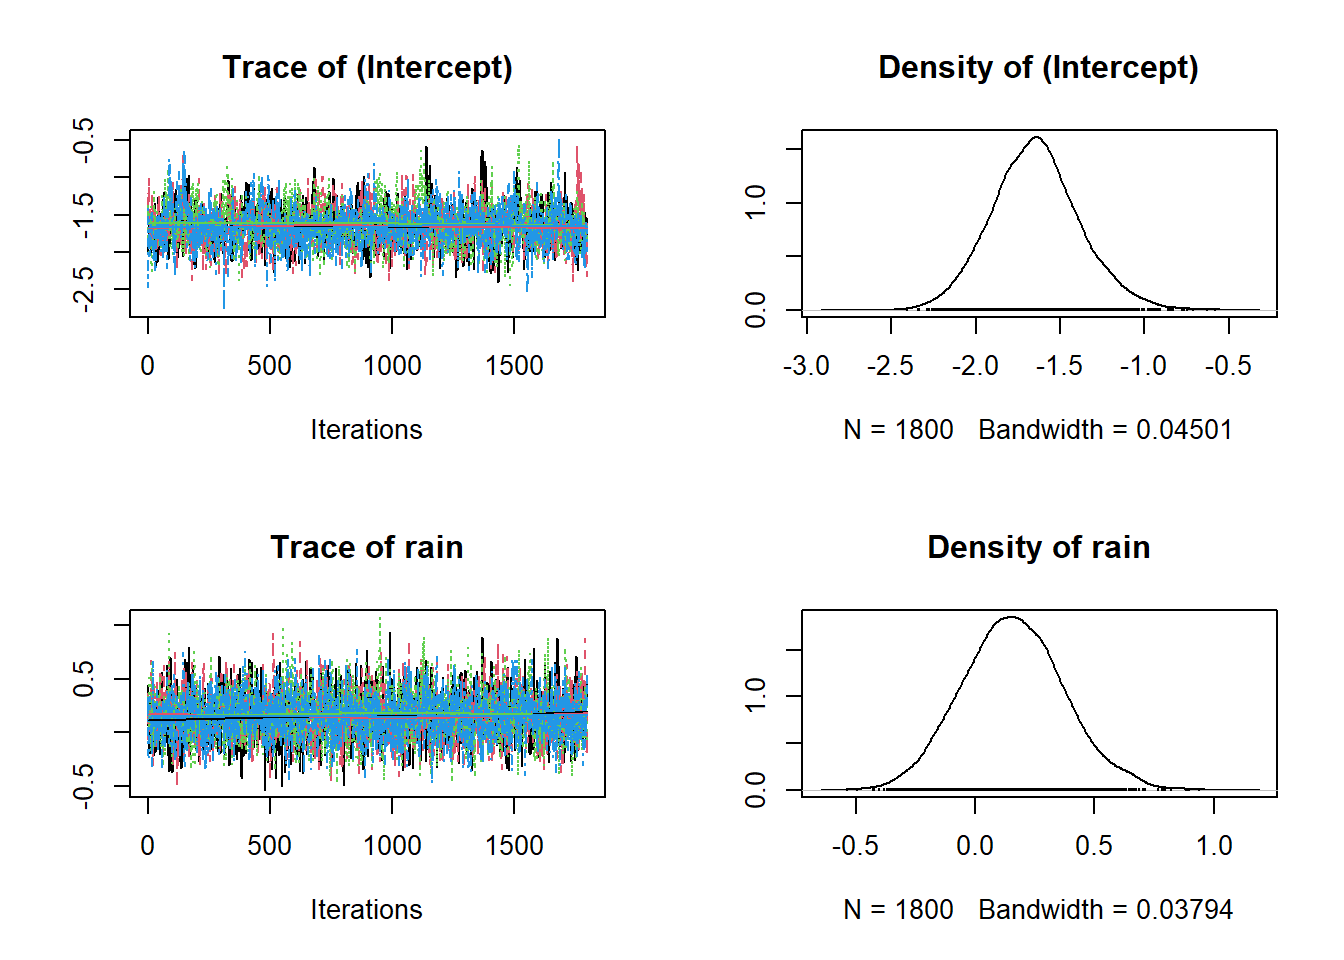 Trace of (Intercept)
-0.5
-1.5
-2.5
0 500 1000 1500
Iterations
Density of (Intercept)
1.0
0.0
-3.0 -2.5 -2.0 -1.5 -1.0 -0.5
N = 1800 Bandwidth = 0.04501
Trace of rain
0.5
-0.5
0 500 1000 1500
Iterations
Density of rain
1.0
0.0
-0.5 0.0 0.5 1.0
N = 1800 Bandwidth = 0.03794